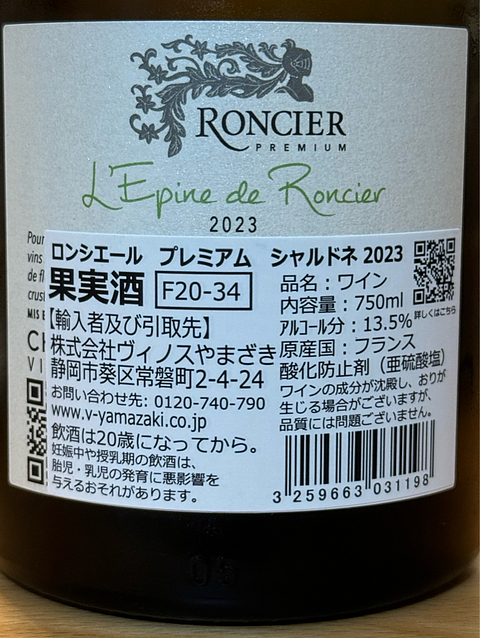 RONCIER
PREMIUM
L'Epine de Roncier
2023
Pour
vins
de fl
ロンシエール プレミアム シャルドネ 2023
果実酒 F20-34
【輸入者及び引取先】
株式会社ヴィノスやまざき
静岡市葵区常磐町2-4-24
お問い合わせ先: 0120-740-790
www.v-yamazaki.co.jp
飲酒は20歳になってから。
妊娠中や授乳期の飲酒は、
胎児・乳児の発育に悪影響を
与えるおそれがあります。
品名：ワイン
内容量：750ml
詳しくはこちら
アルコール分：13.5%
原産国：フランス
酸化防止剤（亜硫酸塩）
ワインの成分が沈殿し、おりが
生じる場合がございますが、
品質には問題ございません。
3 259663 031198